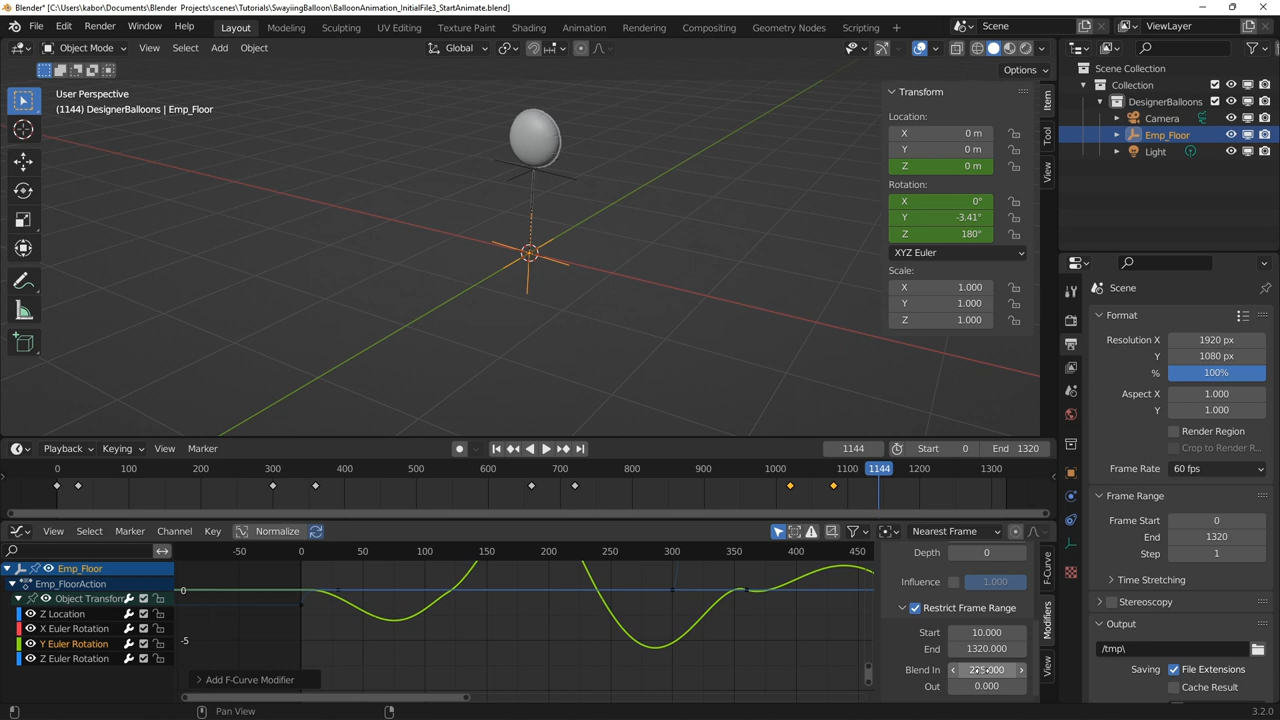 Blender* [C:\Users\kabor\Documents\Blender Projects\scenes\Tutorials\SwayiingBalloon\BalloonAnimation_InitialFile3_StartAnimate.blend]
File Edit Render Window Help Layout Modeling Sculpting UV Editing Texture Paint Shading Animation Rendering Compositing Geometry Nodes Scripting + Scene ViewLayer
Object Mode View Select Add Object Global
Options
User Perspective
(1144) DesignerBalloons | Emp_Floor
Transform
Location:
X 0 m
Y 0 m
Z 0 m
Rotation:
X 0°
Y -3.41°
Z 180°
XYZ Euler
Scale:
X 1.000
Y 1.000
Z 1.000
Item
Tool
View
Scene Collection
Collection
DesignerBalloons
Camera
Emp_Floor
Light
Scene
Format
Resolution X 1920 px
Y 1080 px
% 100%
Aspect X 1.000
Y 1.000
Render Region
Crop to Render R...
Frame Rate 60 fps
Frame Range
Frame Start 0
End 1320
Step 1
Time Stretching
Stereoscopy
Output
/tmp\
Saving File Extensions
Cache Result
Playback Keying View Marker 1144 Start 0 End 1320
0 100 200 300 400 500 600 700 800 900 1000 1100 1144 1200 1300
View Select Marker Channel Key Normalize Nearest Frame
-50 0 50 100 150 200 250 300 350 400 450
0
-5
Emp_Floor
Emp_FloorAction
Object Transform
Z Location
X Euler Rotation
Y Euler Rotation
Z Euler Rotation
Add F-Curve Modifier
Depth 0
Influence 1.000
Restrict Frame Range
Start 10.000
End 1320.000
Blend In
Out 0.000
F-Curve
Modifiers
View
Pan View
3.2.0